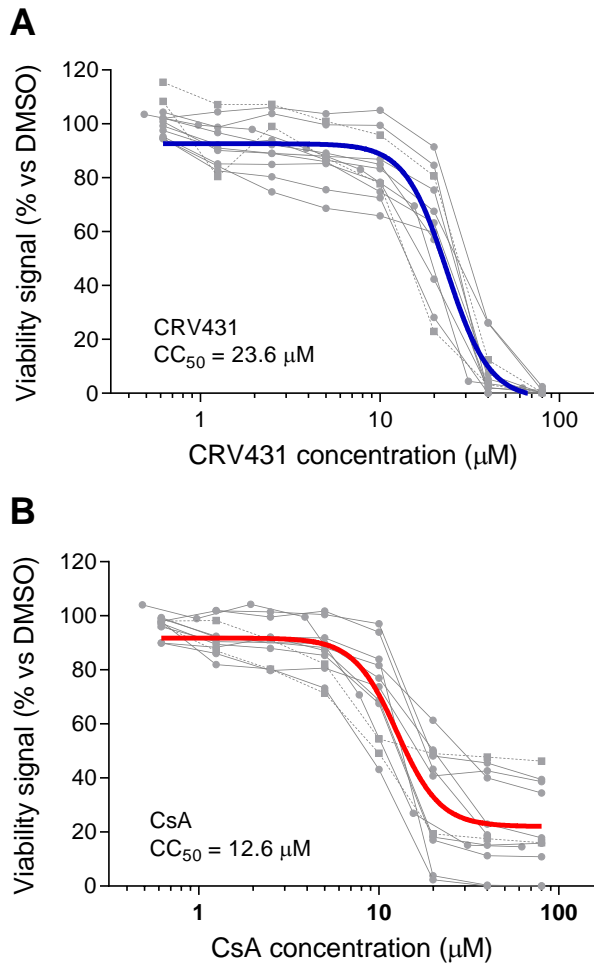 A
Viability signal (% vs DMSO)
120
100
80
60
40
20
0
CRV431
CC50 = 23.6 μM
1
10
100
CRV431 concentration (μM)
B
Viability signal (% vs DMSO)
120
100
80
60
40
20
0
CsA
CC50 = 12.6 μM
1
10
100
CsA concentration (μM)